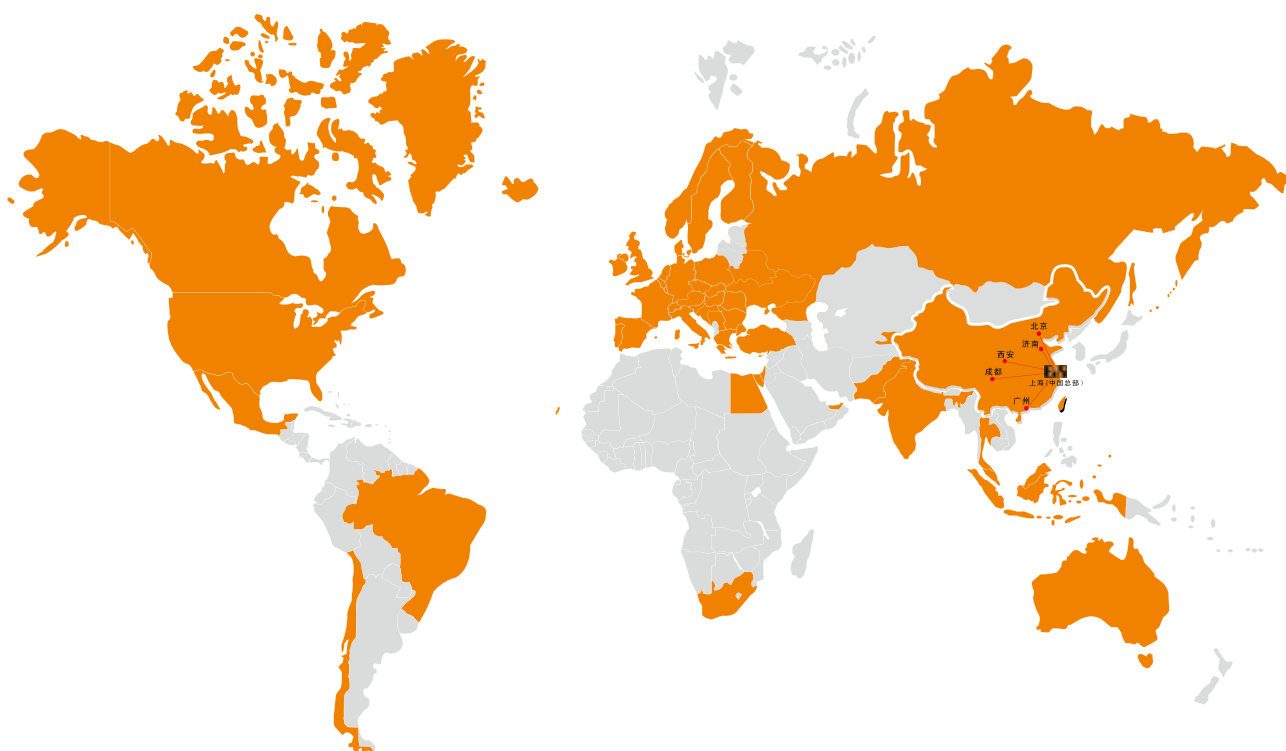 北京
济南
西安
成都
上海(中国总部)
广州